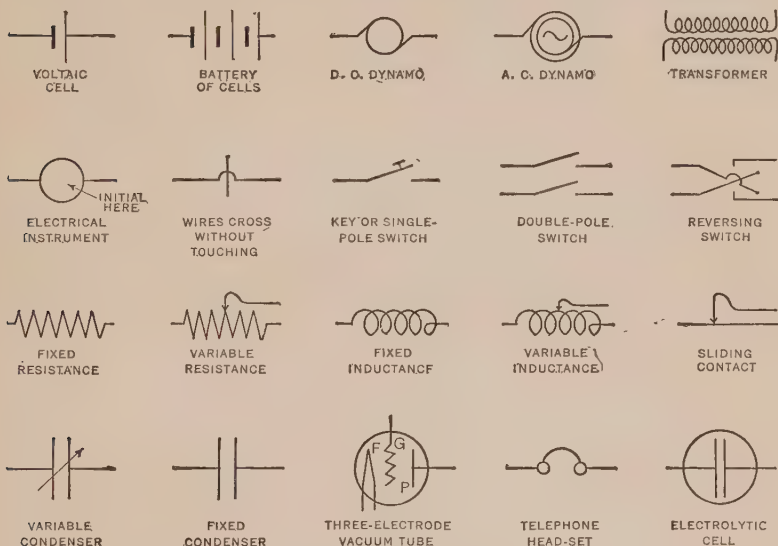 VOLTAIC
CELL
BATTERY
OF CELLS
D. C. DYNAMO
A. C. DYNAMO
TRANSFORMER
INITIAL
HERE
ELECTRICAL
INSTRUMENT
WIRES CROSS
WITHOUT
TOUCHING
KEY OR SINGLE-
POLE SWITCH
DOUBLE-POLE
SWITCH
REVERSING
SWITCH
FIXED
RESISTANCE
VARIABLE
RESISTANCE
FIXED
INDUCTANCE
VARIABLE
INDUCTANCE
SLIDING
CONTACT
VARIABLE
CONDENSER
FIXED
CONDENSER
F G
P
THREE-ELECTRODE
VACUUM TUBE
TELEPHONE
HEAD-SET
ELECTROLYTIC
CELL